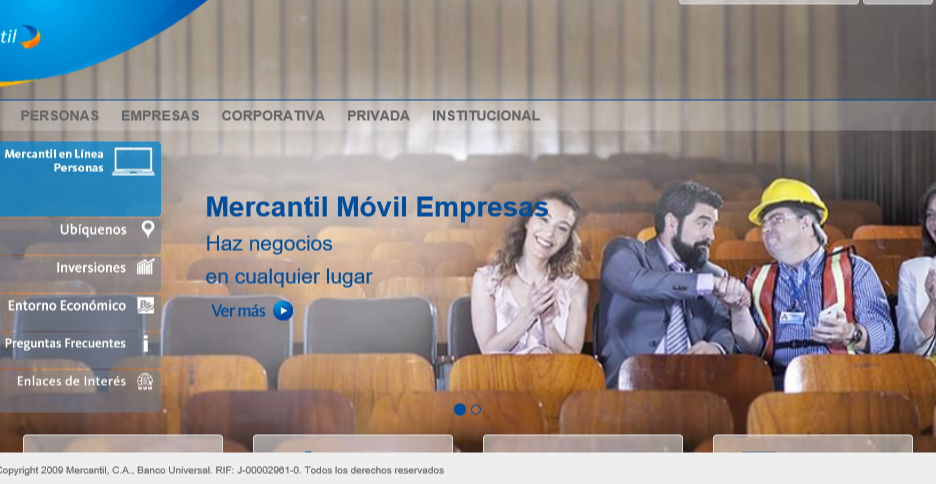 til
PERSONAS EMPRESAS CORPORATIVA PRIVADA INSTITUCIONAL
Mercantil en Línea
Personas
Ubíquenos
Inversiones
Entorno Económico
Preguntas Frecuentes
Enlaces de Interés
Mercantil Móvil Empresas
Haz negocios
en cualquier lugar
Ver más
Copyright 2009 Mercantil, C.A., Banco Universal. RIF: J-00002961-0. Todos los derechos reservados